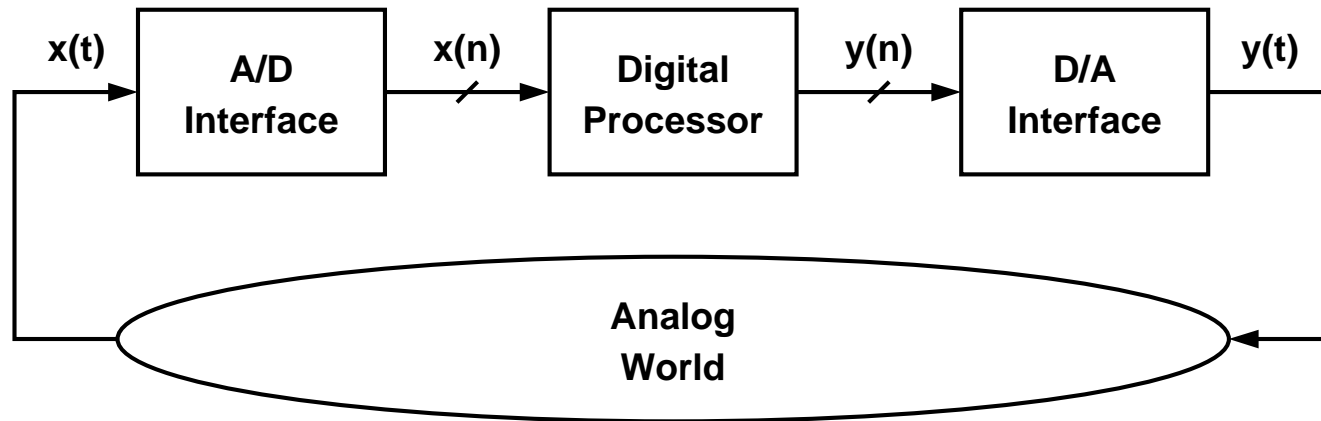 x(t)
A/D
Interface
x(n)
Digital
Processor
y(n)
D/A
Interface
y(t)
Analog
World